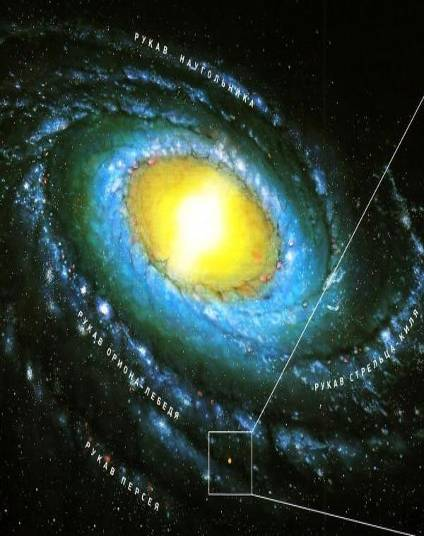 РУКАВ НАУГОЛЬНИКА
РУКАВ СТРЕЛЬЦА-КИЛЯ
РУКАВ ОРИОНА-ЛЕБЕДЯ
РУКАВ ПЕРСЕЯ